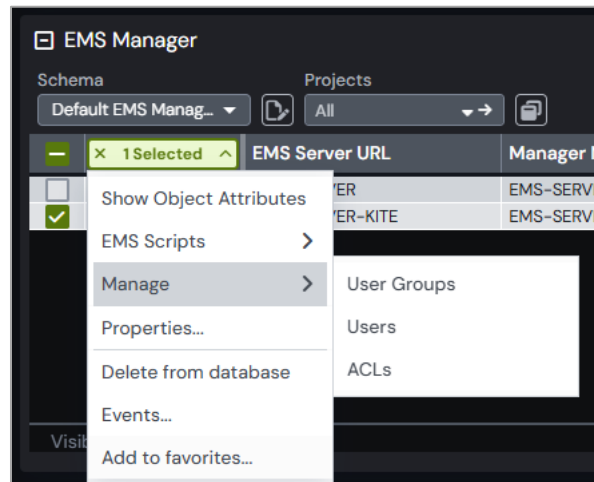 EMS Manager
Schema Projects
Default EMS Manag... All
1 Selected EMS Server URL Manager
EMS-SERV
VER-KITE EMS-SERV
Show Object Attributes
EMS Scripts
Manage
User Groups
Properties...
Users
Delete from database
ACLs
Events...
Add to favorites...